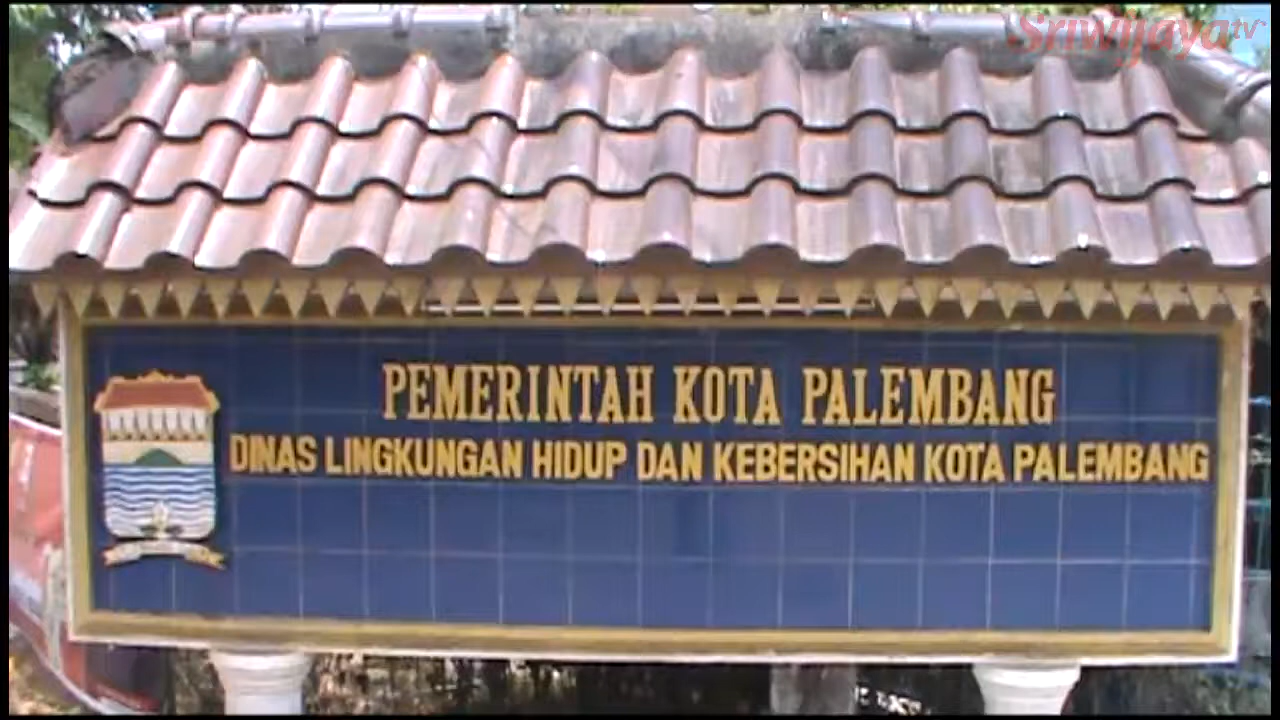 Sriwijaya tv
PEMERINTAH KOTA PALEMBANG
DINAS LINGKUNGAN HIDUP DAN KEBERSIHAN KOTA PALEMBANG